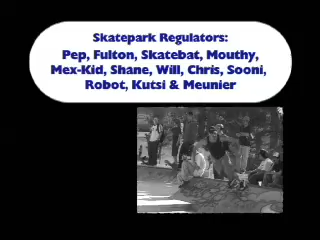 Skatepark Regulators:
Pep, Fulton, Skatebat, Mouthy,
Mex-Kid, Shane, Will, Chris, Sooni,
Robot, Kutsi & Meunier